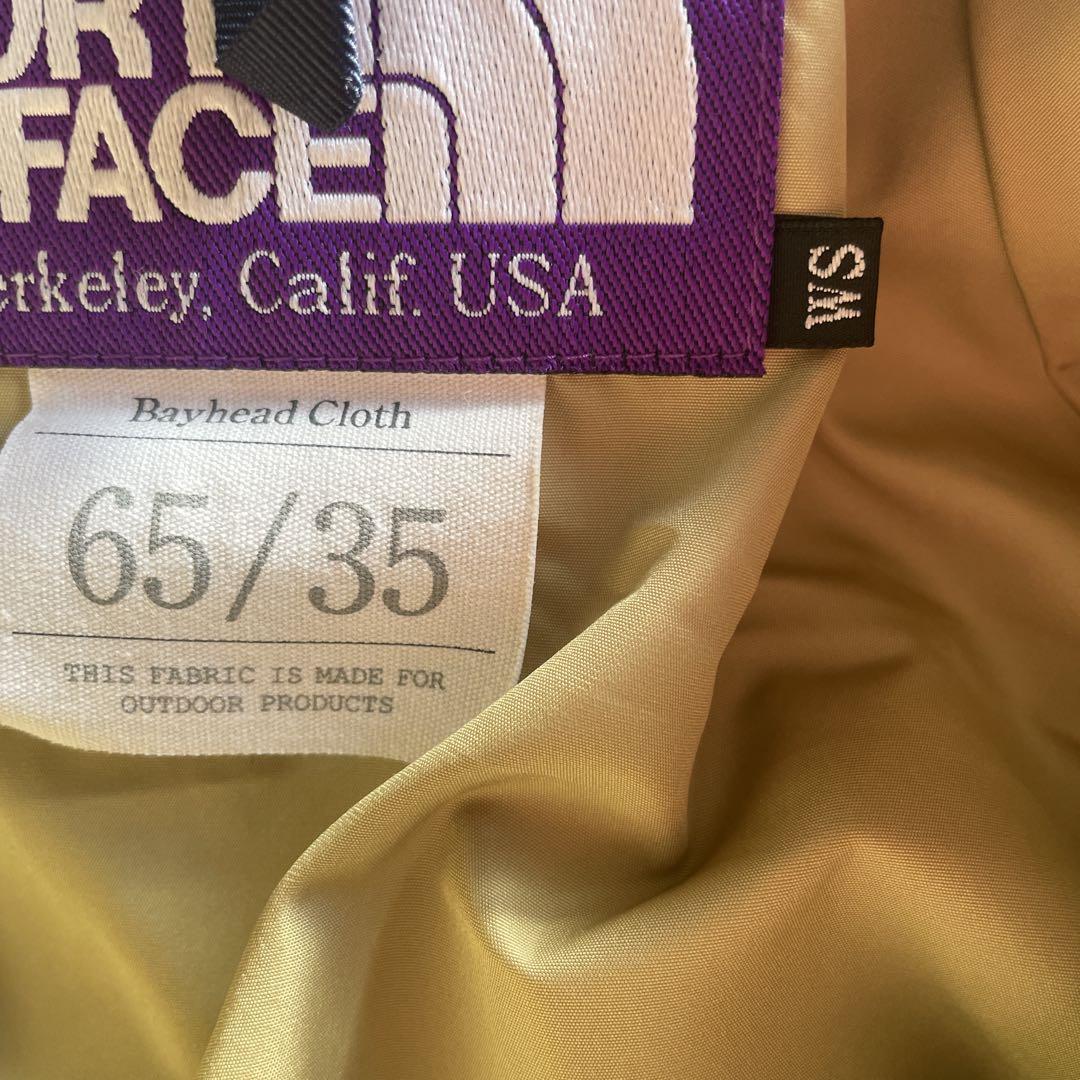 ORT
FACE
erkeley, Calif. USA
WS
Bayhead Cloth
65/35
THIS FABRIC IS MADE FOR
OUTDOOR PRODUCTS